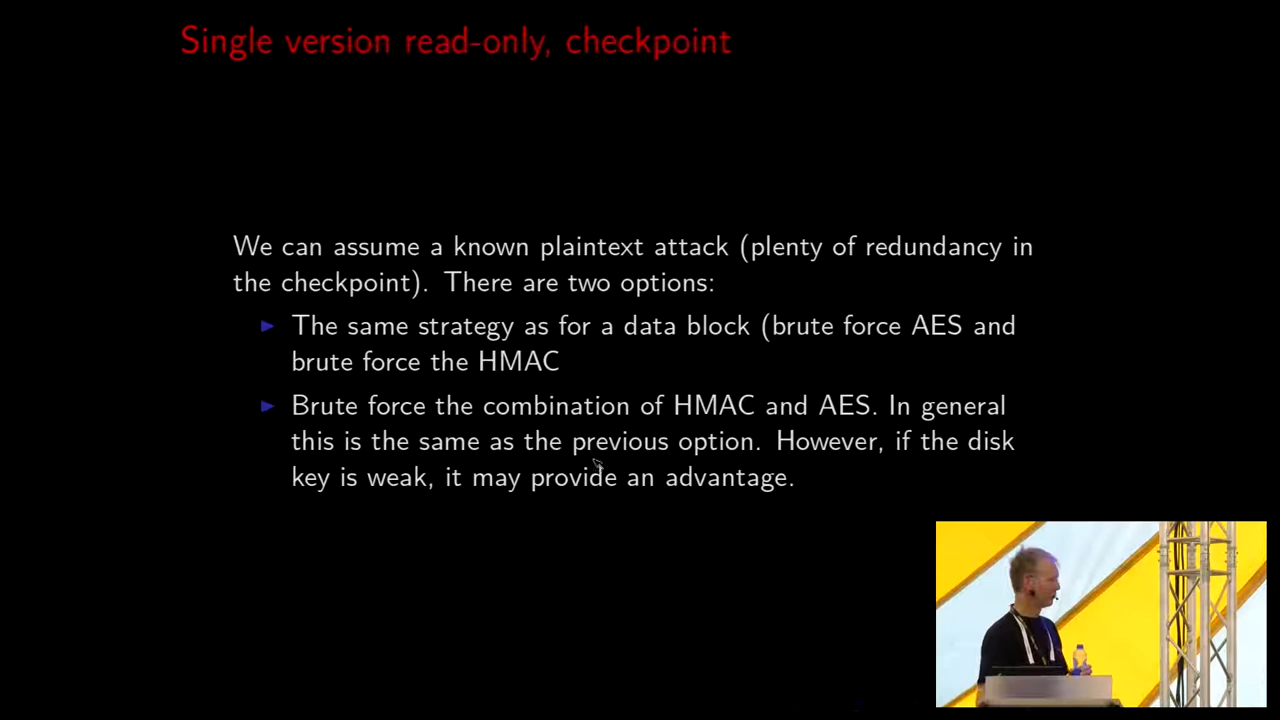 Single version read-only, checkpoint
We can assume a known plaintext attack (plenty of redundancy in
the checkpoint). There are two options:
The same strategy as for a data block (brute force AES and
brute force the HMAC
Brute force the combination of HMAC and AES. In general
this is the same as the previous option. However, if the disk
key is weak, it may provide an advantage.